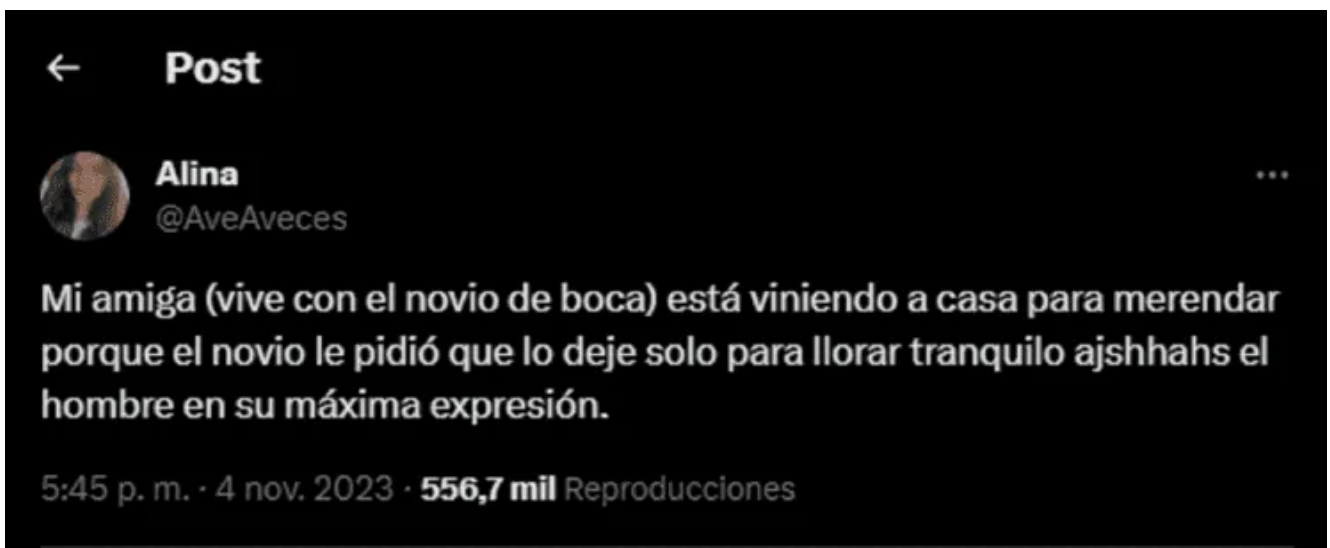 Post
Alina
@AveAveces
Mi amiga (vive con el novio de boca) está viniendo a casa para merendar
porque el novio le pidió que lo deje solo para llorar tranquilo ajshhahs el
hombre en su máxima expresión.
5:45 p. m. · 4 nov. 2023 · 556,7 mil Reproducciones